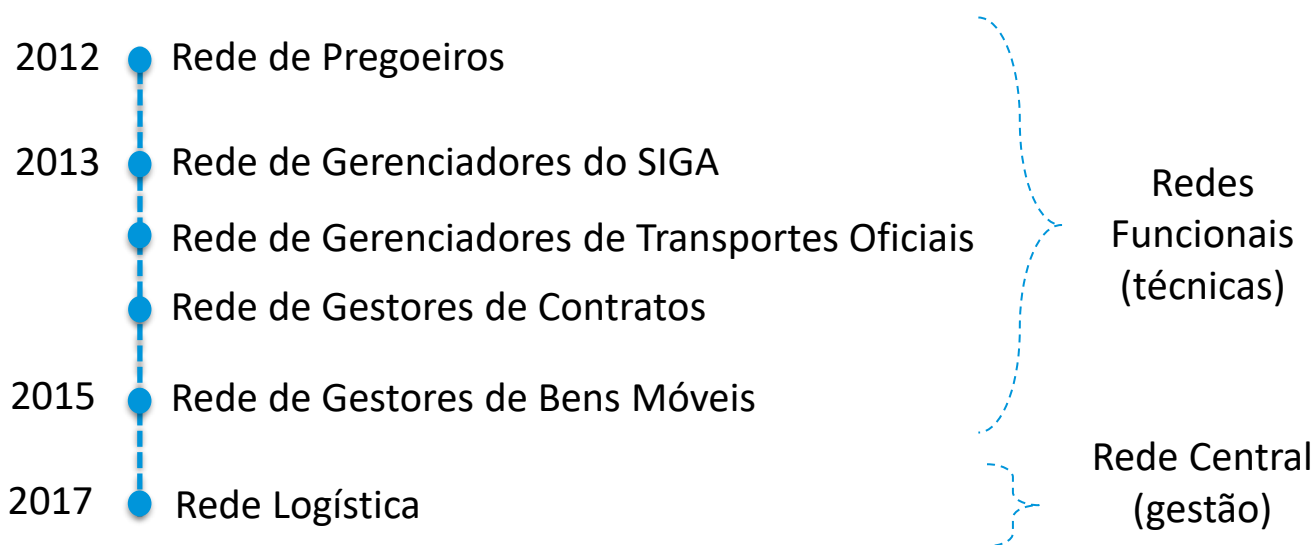 2012 Rede de Pregoeiros
2013 Rede de Gerenciadores do SIGA
Rede de Gerenciadores de Transportes Oficiais
Rede de Gestores de Contratos
2015 Rede de Gestores de Bens Móveis
2017 Rede Logística
Redes
Funcionais
(técnicas)
Rede Central
(gestão)